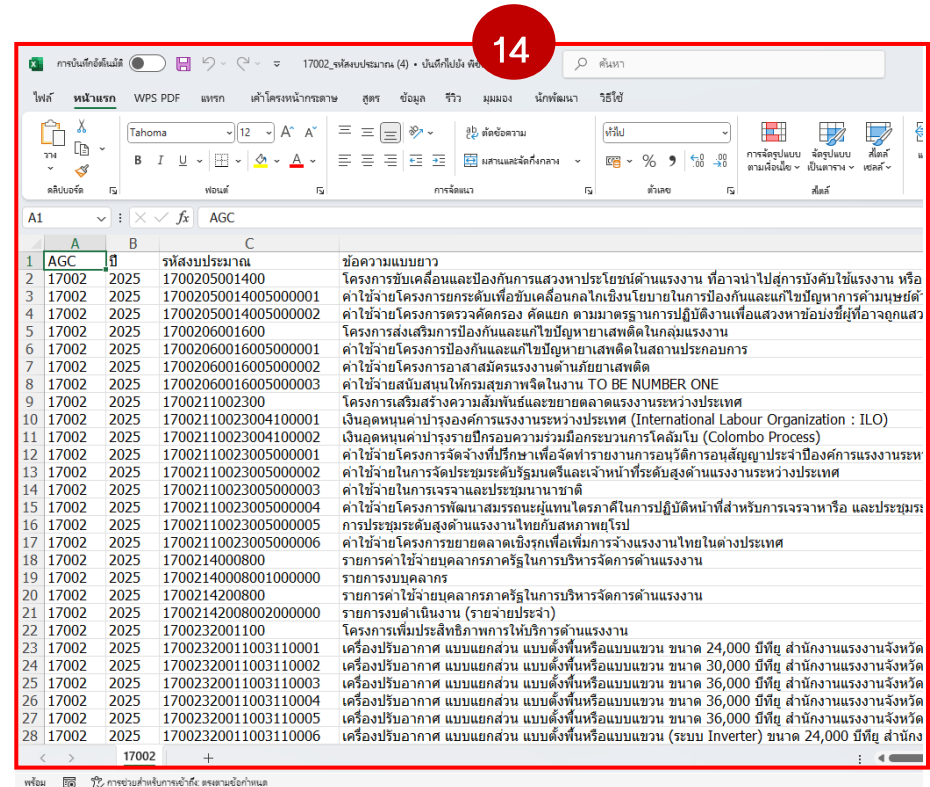 14
การบันทึกอัตโนมัติ 17002_รหัสงบประมาณ (4) • บันทึกไปยัง ค้นหา
ไฟล์ หน้าแรก WPS PDF แทรก เค้าโครงหน้ากระดาษ สูตร ข้อมูล รีวิว มุมมอง นักพัฒนา วิธีใช้
วาง Tahoma 12 A^ A˅ ab ตัดข้อความ ทั่วไป
B I U A ผสานและจัดกึ่งกลาง % 9 การจัดรูปแบบตามเงื่อนไข จัดรูปแบบเป็นตาราง สไตล์เซลล์
คลิปบอร์ด ฟอนต์ การจัดแนว ตัวเลข สไตล์
A1 fx AGC
A B C
1 AGC ปี รหัสงบประมาณ ข้อความแบบยาว
2 17002 2025 1700205001400 โครงการขับเคลื่อนและป้องกันการแสวงหาประโยชน์ด้านแรงงาน ที่อาจนำไปสู่การบังคับใช้แรงงาน หรือ
3 17002 2025 17002050014005000001 ค่าใช้จ่ายโครงการยกระดับเพื่อขับเคลื่อนกลไกเชิงนโยบายในการป้องกันและแก้ไขปัญหาการค้ามนุษย์ด้า
4 17002 2025 17002050014005000002 ค่าใช้จ่ายโครงการตรวจคัดกรอง คัดแยก ตามมาตรฐานการปฏิบัติงานเพื่อแสวงหาข้อบ่งชี้ผู้ที่อาจถูกแสว
5 17002 2025 1700206001600 โครงการส่งเสริมการป้องกันและแก้ไขปัญหายาเสพติดในกลุ่มแรงงาน
6 17002 2025 17002060016005000001 ค่าใช้จ่ายโครงการป้องกันและแก้ไขปัญหายาเสพติดในสถานประกอบการ
7 17002 2025 17002060016005000002 ค่าใช้จ่ายโครงการอาสาสมัครแรงงานต้านภัยยาเสพติด
8 17002 2025 17002060016005000003 ค่าใช้จ่ายสนับสนุนให้กรมสุขภาพจิตในงาน TO BE NUMBER ONE
9 17002 2025 1700211002300 โครงการเสริมสร้างความสัมพันธ์และขยายตลาดแรงงานระหว่างประเทศ
10 17002 2025 17002110023004100001 เงินอุดหนุนค่าบำรุงองค์การแรงงานระหว่างประเทศ (International Labour Organization : ILO)
11 17002 2025 17002110023004100002 เงินอุดหนุนค่าบำรุงรายปีกรอบความร่วมมือกระบวนการโคลัมโบ (Colombo Process)
12 17002 2025 17002110023005000001 ค่าใช้จ่ายโครงการจัดจ้างที่ปรึกษาเพื่อจัดทำรายงานการอนุวัติการอนุสัญญาประจำปีองค์การแรงงานระหว
13 17002 2025 17002110023005000002 ค่าใช้จ่ายในการจัดประชุมระดับรัฐมนตรีและเจ้าหน้าที่ระดับสูงด้านแรงงานระหว่างประเทศ
14 17002 2025 17002110023005000003 ค่าใช้จ่ายในการเจรจาและประชุมนานาชาติ
15 17002 2025 17002110023005000004 ค่าใช้จ่ายโครงการพัฒนาสมรรถนะผู้แทนไตรภาคีในการปฏิบัติหน้าที่สำหรับการเจรจาหารือ และประชุมระ
16 17002 2025 17002110023005000005 การประชุมระดับสูงด้านแรงงานไทยกับสหภาพยุโรป
17 17002 2025 17002110023005000006 ค่าใช้จ่ายโครงการขยายตลาดเชิงรุกเพื่อเพิ่มการจ้างแรงงานไทยในต่างประเทศ
18 17002 2025 1700214000800 รายการค่าใช้จ่ายบุคลากรภาครัฐในการบริหารจัดการด้านแรงงาน
19 17002 2025 17002140008001000000 รายการงบบุคลากร
20 17002 2025 1700214200800 รายการค่าใช้จ่ายบุคลากรภาครัฐในการบริหารจัดการด้านแรงงาน
21 17002 2025 17002142008002000000 รายการงบดำเนินงาน (รายจ่ายประจำ)
22 17002 2025 1700232001100 โครงการเพิ่มประสิทธิภาพการให้บริการด้านแรงงาน
23 17002 2025 17002320011003110001 เครื่องปรับอากาศ แบบแยกส่วน แบบตั้งพื้นหรือแบบแขวน ขนาด 24,000 บีทียู สำนักงานแรงงานจังหวัด
24 17002 2025 17002320011003110002 เครื่องปรับอากาศ แบบแยกส่วน แบบตั้งพื้นหรือแบบแขวน ขนาด 30,000 บีทียู สำนักงานแรงงานจังหวัด
25 17002 2025 17002320011003110003 เครื่องปรับอากาศ แบบแยกส่วน แบบตั้งพื้นหรือแบบแขวน ขนาด 36,000 บีทียู สำนักงานแรงงานจังหวัด
26 17002 2025 17002320011003110004 เครื่องปรับอากาศ แบบแยกส่วน แบบตั้งพื้นหรือแบบแขวน ขนาด 36,000 บีทียู สำนักงานแรงงานจังหวัด
27 17002 2025 17002320011003110005 เครื่องปรับอากาศ แบบแยกส่วน แบบตั้งพื้นหรือแบบแขวน ขนาด 36,000 บีทียู สำนักงานแรงงานจังหวัด
28 17002 2025 17002320011003110006 เครื่องปรับอากาศ แบบแยกส่วน แบบตั้งพื้นหรือแบบแขวน (ระบบ Inverter) ขนาด 24,000 บีทียู สำนัก
17002 +
พร้อม การช่วยสำหรับการเข้าถึง: ตรงตามข้อกำหนด